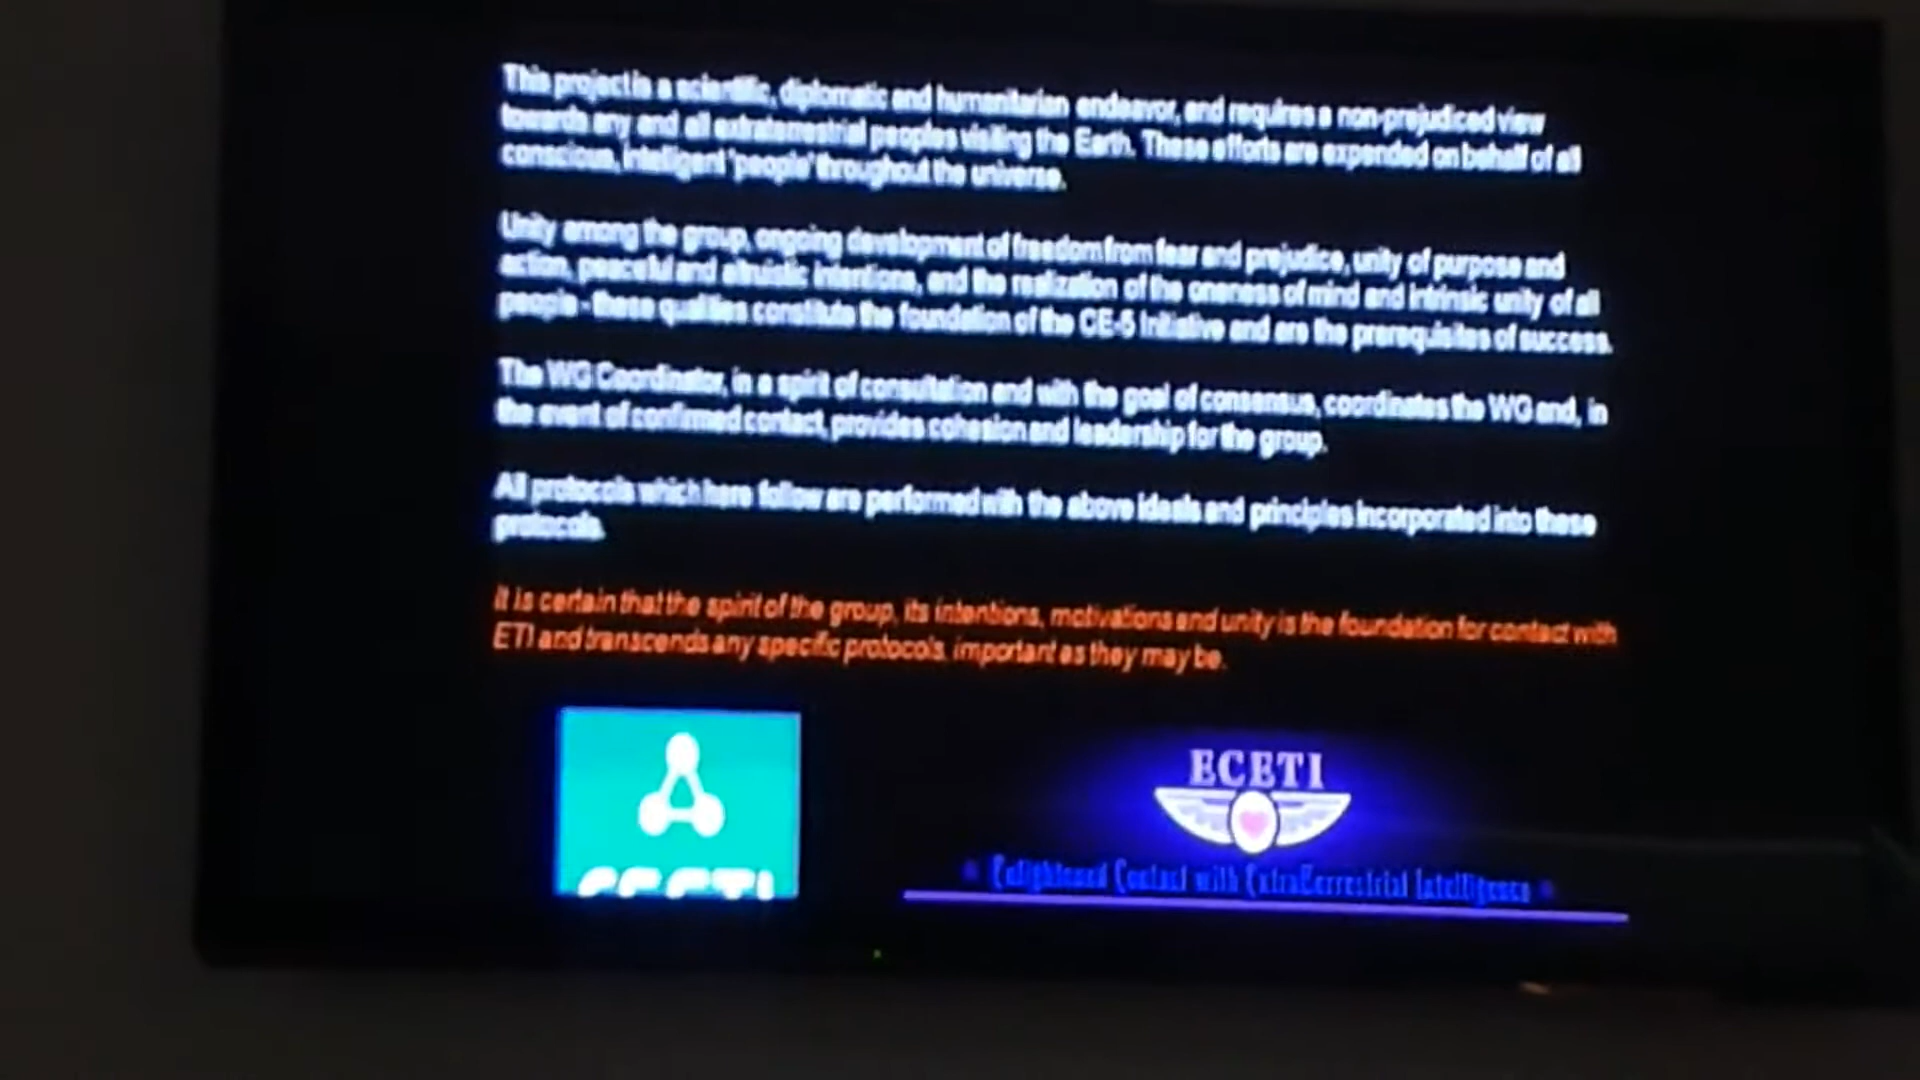 This project is a scientific, diplomatic and humanitarian endeavor, and requires a non-prejudiced view
towards any and all extraterrestrial peoples visiting the Earth. These efforts are expended on behalf of all
conscious, intelligent 'people' throughout the universe.
Unity among the group, ongoing development of freedom from fear and prejudice, unity of purpose and
action, peaceful and altruistic intentions, and the realization of the oneness of mind and intrinsic unity of all
people - these qualities constitute the foundation of the CE-5 Initiative and are the prerequisites of success.
The WG Coordinator, in a spirit of consultation and with the goal of consensus, coordinates the WG and, in
the event of confirmed contact, provides cohesion and leadership for the group.
All protocols which here follow are performed with the above ideals and principles incorporated into these
protocols.
It is certain that the spirit of the group, its intentions, motivations and unity is the foundation for contact with
ETI and transcends any specific protocols, important as they may be.
ECETI
Enlightened Contact with ExtraTerrestrial Intelligence